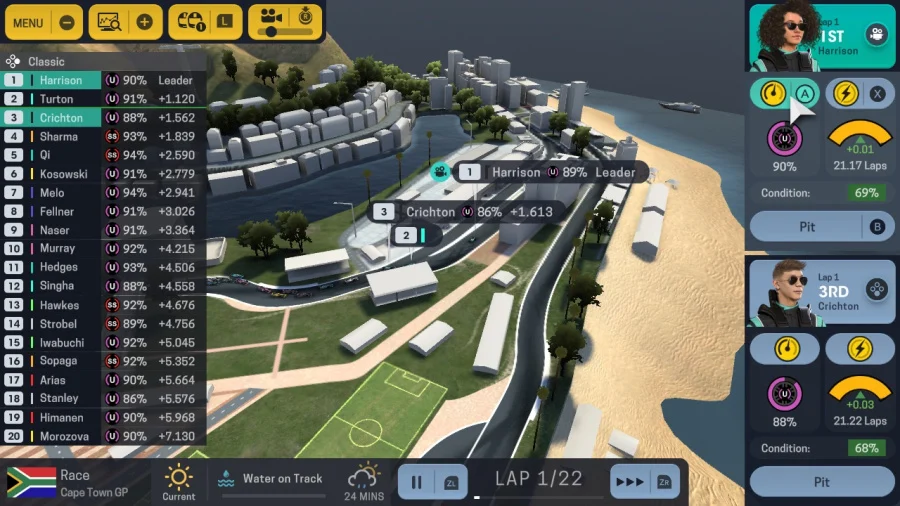 MENU
L
R
Classic
1 Harrison U 90% Leader
2 Turton U 91% +1.120
3 Crichton U 88% +1.562
4 Sharma SS 93% +1.839
5 Qi SS 94% +2.590
6 Kosowski U 91% +2.779
7 Melo U 94% +2.941
8 Fellner U 91% +3.026
9 Naser U 91% +3.364
10 Murray U 92% +4.215
11 Hedges U 93% +4.506
12 Singha U 88% +4.558
13 Hawkes SS 92% +4.676
14 Strobel SS 89% +4.756
15 Iwabuchi U 92% +5.045
16 Sopaga SS 92% +5.352
17 Arias U 90% +5.664
18 Stanley U 86% +5.576
19 Himanen U 90% +5.968
20 Morozova U 90% +7.130
1 Harrison U 89% Leader
3 Crichton U 86% +1.613
2
Lap 1
1ST
Harrison
A
X
U
90%
+0.01
21.17 Laps
Condition: 69%
Pit B
Lap 1
3RD
Crichton
U
88%
+0.03
21.22 Laps
Condition: 68%
Pit
Race
Cape Town GP
Current
Water on Track
24 MINS
ZL
LAP 1/22
ZR